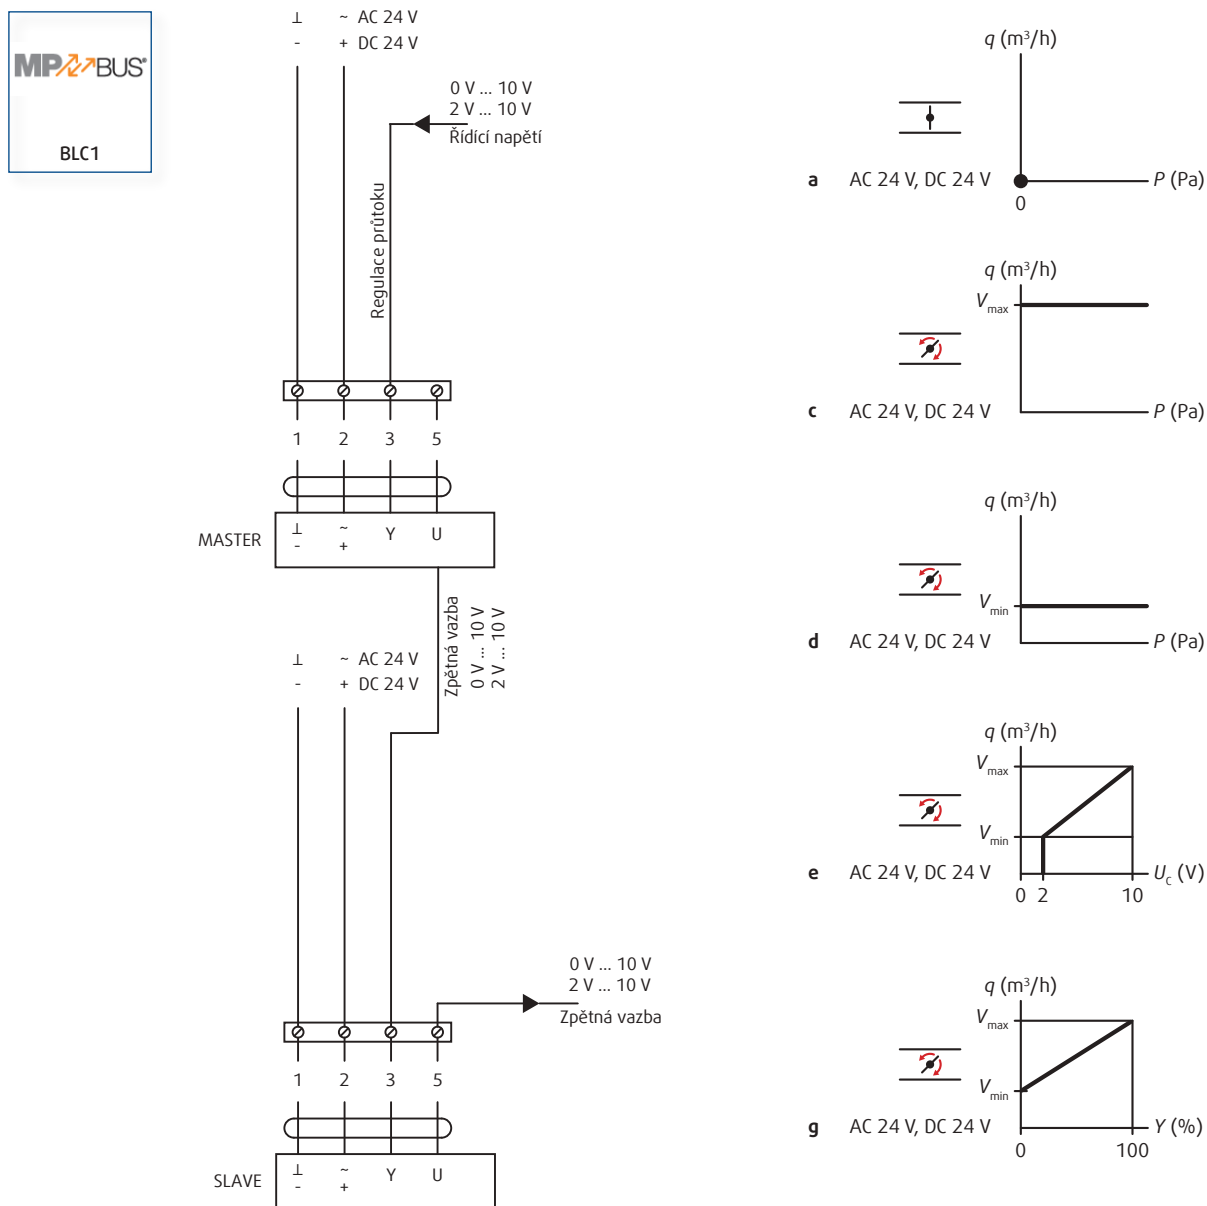 MP BUS®
BLC1
⊥ ~ AC 24 V
- + DC 24 V
0 V ... 10 V
2 V ... 10 V
Řídící napětí
Regulace průtoku
1 2 3 5
MASTER
⊥ ~ Y U
- +
Zpětná vazba
0 V ... 10 V
2 V ... 10 V
⊥ ~ AC 24 V
- + DC 24 V
0 V ... 10 V
2 V ... 10 V
Zpětná vazba
1 2 3 5
SLAVE
⊥ ~ Y U
- +
q (m³/h)
a AC 24 V, DC 24 V
P (Pa)
0
q (m³/h)
Vmax
c AC 24 V, DC 24 V
P (Pa)
q (m³/h)
Vmin
d AC 24 V, DC 24 V
P (Pa)
q (m³/h)
Vmax
Vmin
e AC 24 V, DC 24 V
UC (V)
0 2 10
q (m³/h)
Vmax
Vmin
g AC 24 V, DC 24 V
Y (%)
0 100